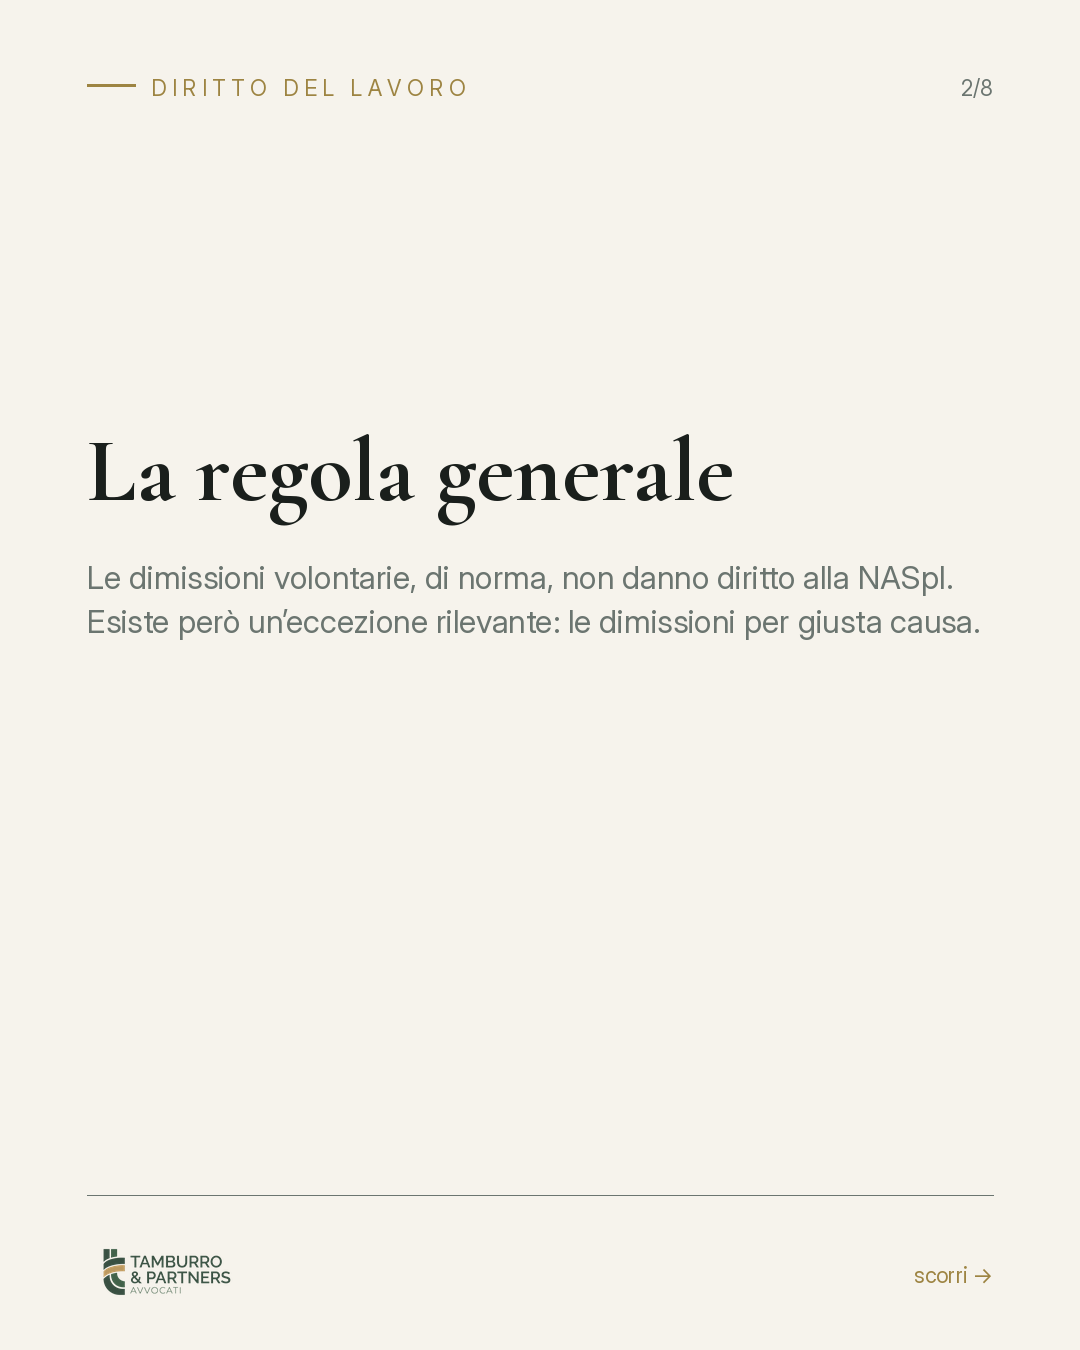 DIRITTO DEL LAVORO
2/8
La regola generale
Le dimissioni volontarie, di norma, non danno diritto alla NASpI.
Esiste però un’eccezione rilevante: le dimissioni per giusta causa.
TAMBURRO
& PARTNERS
AVVOCATI
scorri →